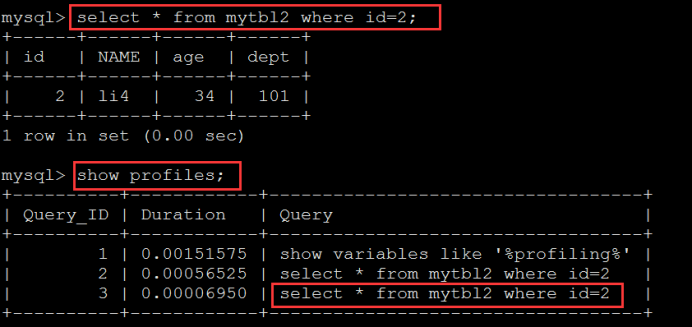 mysql> select * from mytbl2 where id=2;
+------+------+------+------+
| id   | NAME | age  | dept |
+------+------+------+------+
|    2 | li4  |   34 |  101 |
+------+------+------+------+
1 row in set (0.00 sec)
mysql> show profiles;
+----------+------------+-----------------------------------+
| Query_ID | Duration   | Query                             |
+----------+------------+-----------------------------------+
|        1 | 0.00151575 | show variables like '%profiling%' |
|        2 | 0.00056525 | select * from mytbl2 where id=2   |
|        3 | 0.00006950 | select * from mytbl2 where id=2   |
+----------+------------+-----------------------------------+